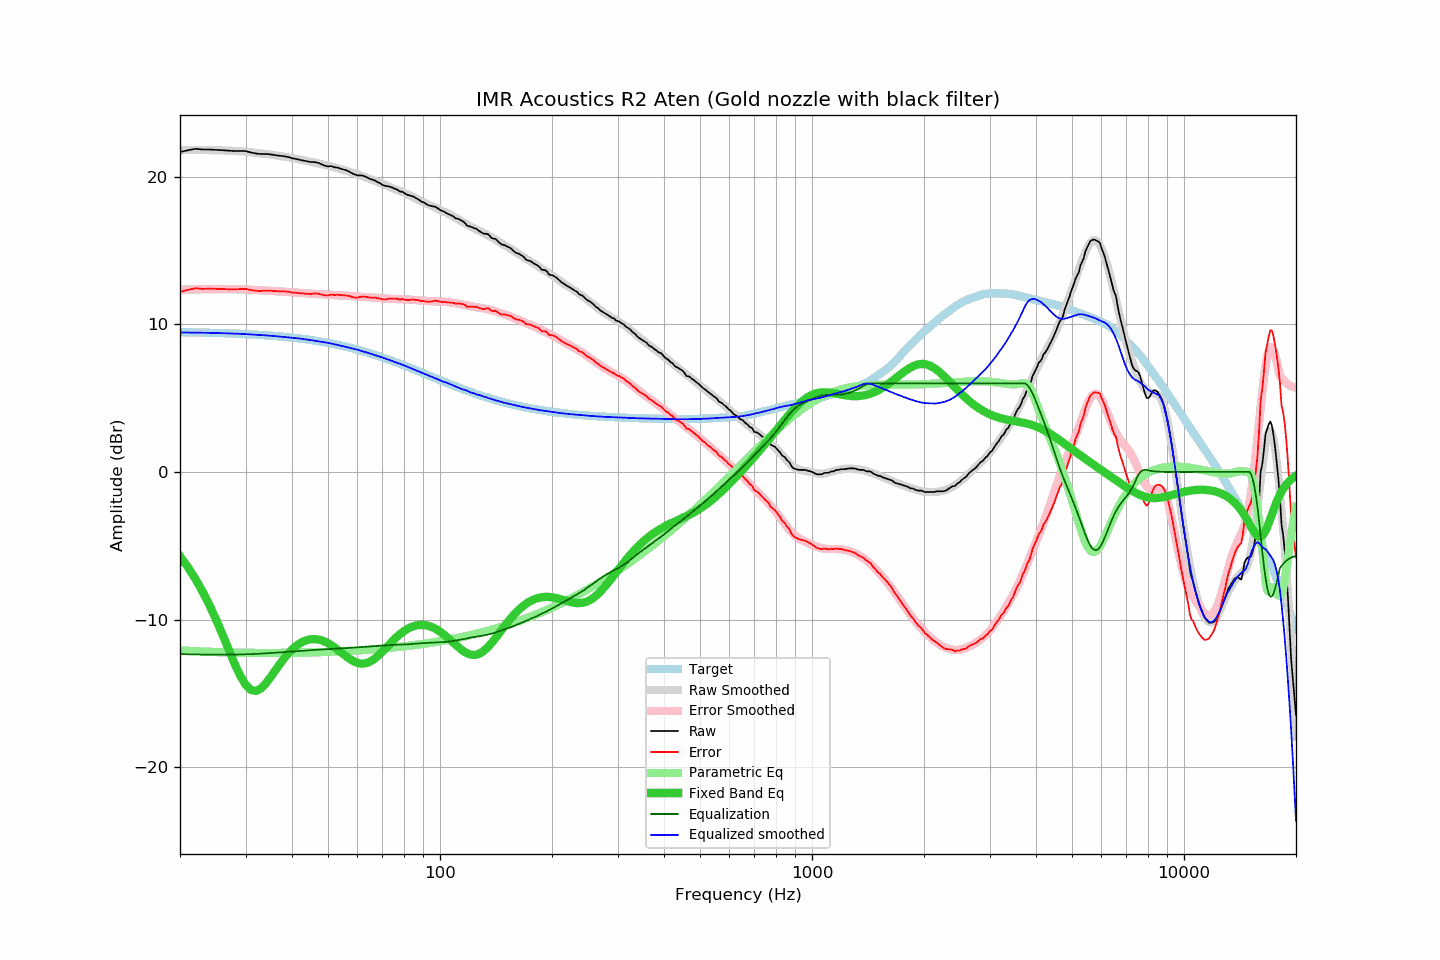 IMR Acoustics R2 Aten (Gold nozzle with black filter)
Amplitude (dBr)
20
10
0
−10
−20
Target
Raw Smoothed
Error Smoothed
Raw
Error
Parametric Eq
Fixed Band Eq
Equalization
Equalized smoothed
100 1000 10000
Frequency (Hz)